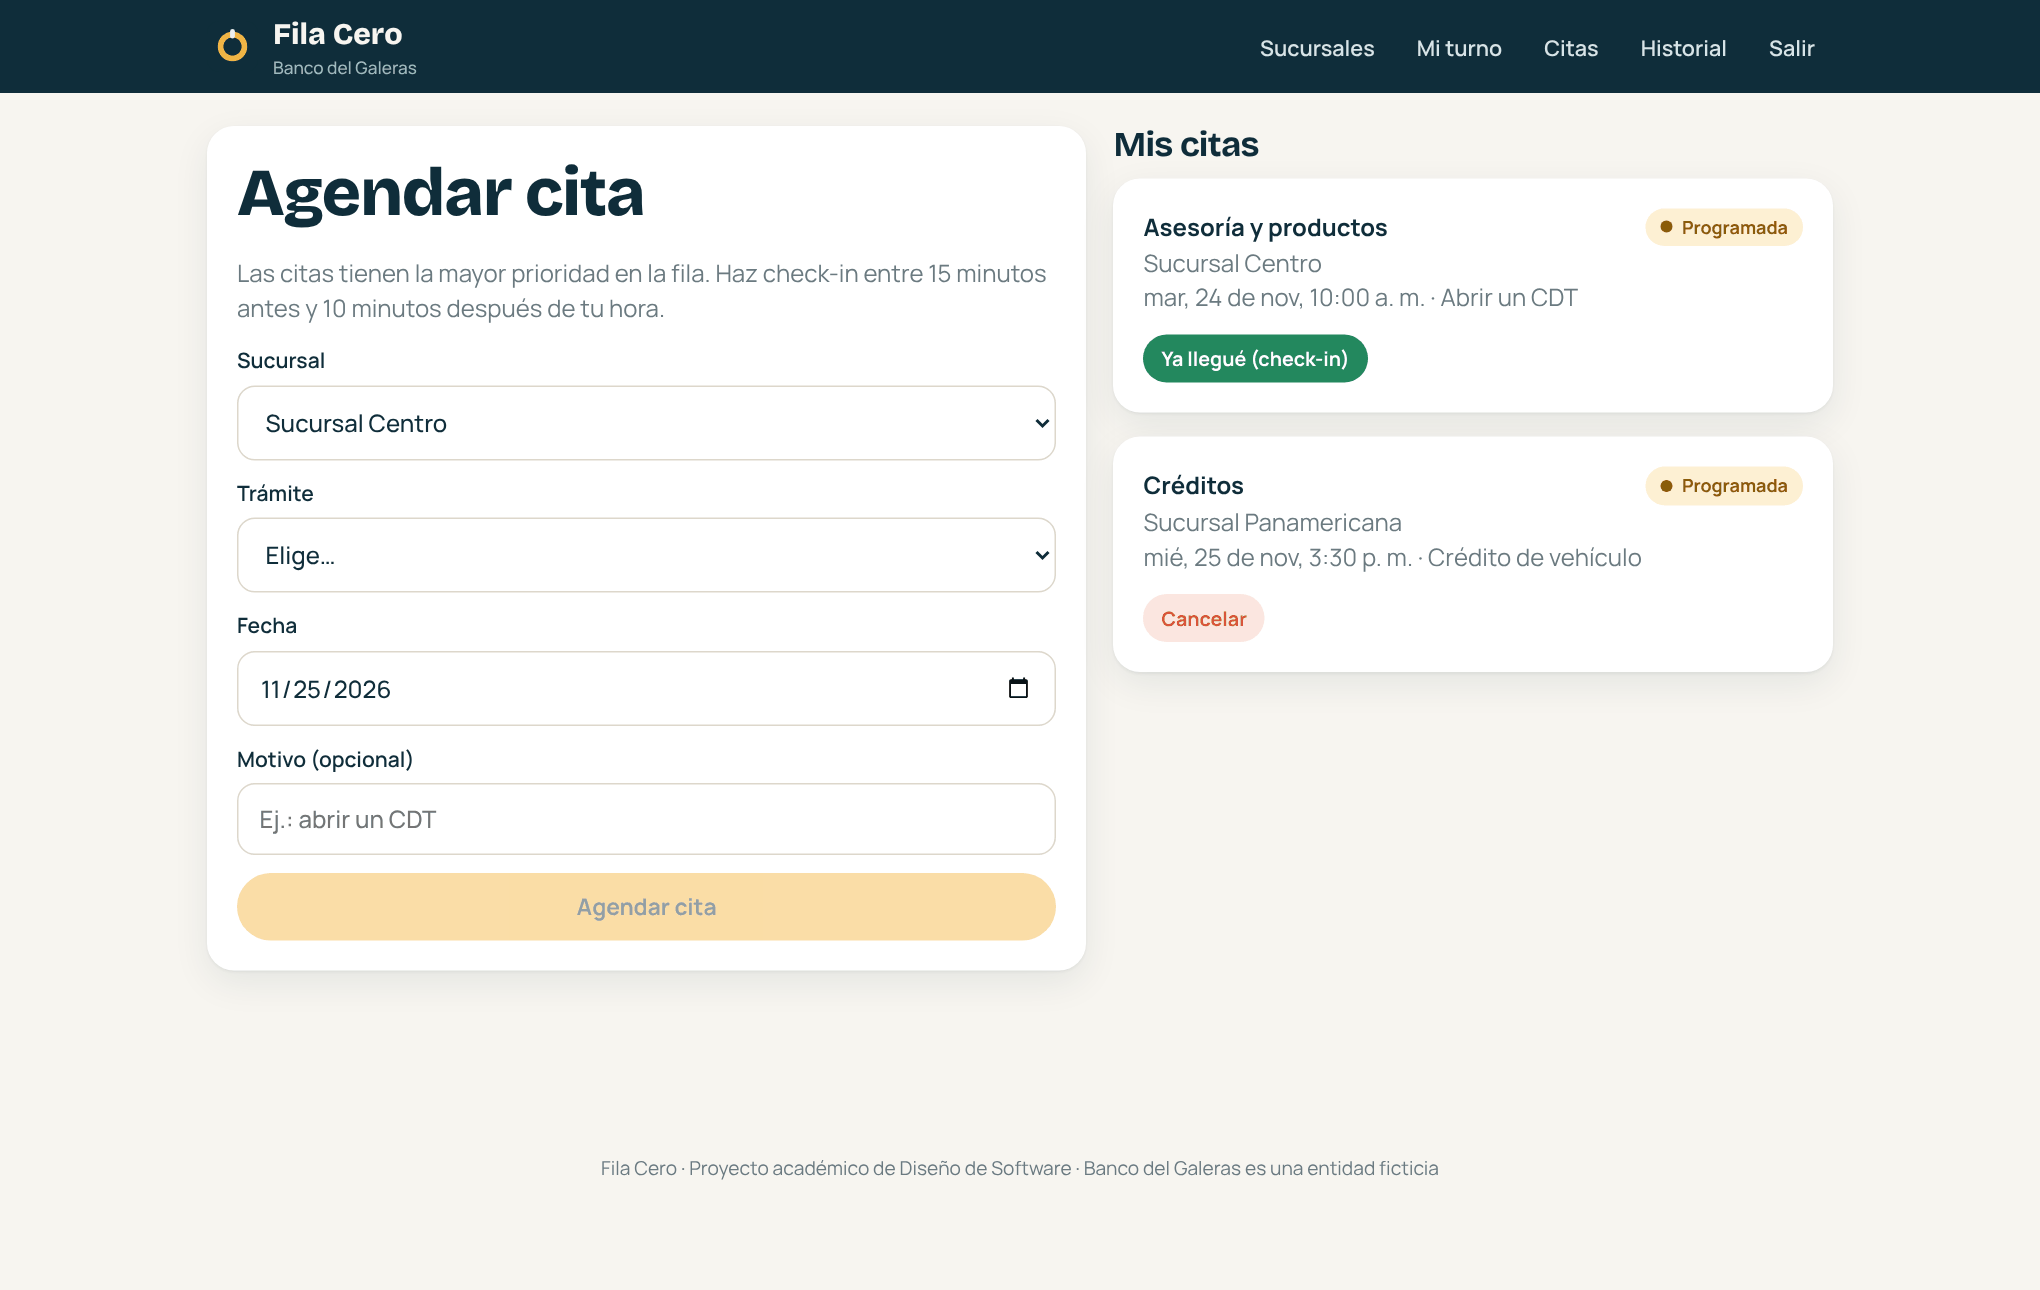 Fila Cero
Banco del Galeras
Sucursales
Mi turno
Citas
Historial
Salir
Agendar cita
Las citas tienen la mayor prioridad en la fila. Haz check-in entre 15 minutos
antes y 10 minutos después de tu hora.
Sucursal
Sucursal Centro
Trámite
Elige...
Fecha
11/25/2026
Motivo (opcional)
Ej.: abrir un CDT
Agendar cita
Mis citas
Asesoría y productos
Programada
Sucursal Centro
mar, 24 de nov, 10:00 a. m. · Abrir un CDT
Ya llegué (check-in)
Créditos
Programada
Sucursal Panamericana
mié, 25 de nov, 3:30 p. m. · Crédito de vehículo
Cancelar
Fila Cero · Proyecto académico de Diseño de Software · Banco del Galeras es una entidad ficticia